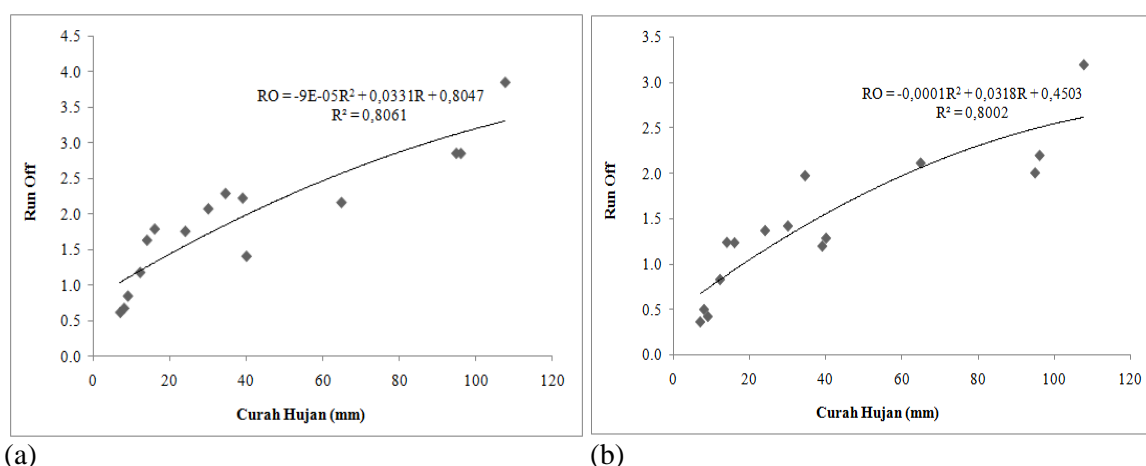 4.5
4.0
3.5
3.0
2.5
2.0
1.5
1.0
0.5
0.0
Run Off
RO = -9E-05R² + 0,0331R + 0,8047
R² = 0,8061
0 20 40 60 80 100 120
Curah Hujan (mm)
(a)
3.5
3.0
2.5
2.0
1.5
1.0
0.5
0.0
Run Off
RO = -0,0001R² + 0,0318R + 0,4503
R² = 0,8002
0 20 40 60 80 100 120
Curah Hujan (mm)
(b)